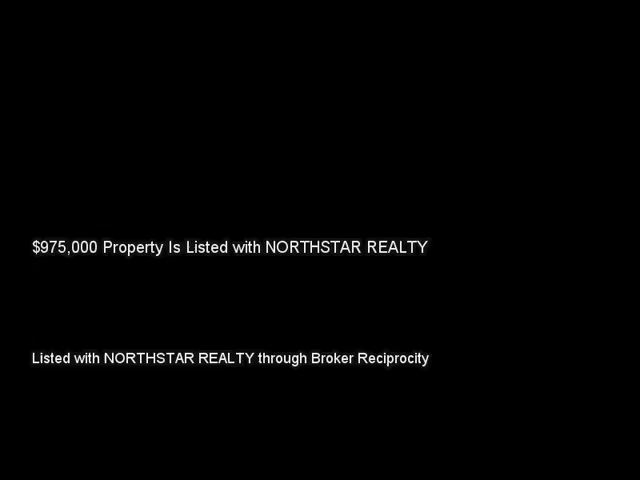 $975,000 Property Is Listed with NORTHSTAR REALTY
Listed with NORTHSTAR REALTY through Broker Reciprocity